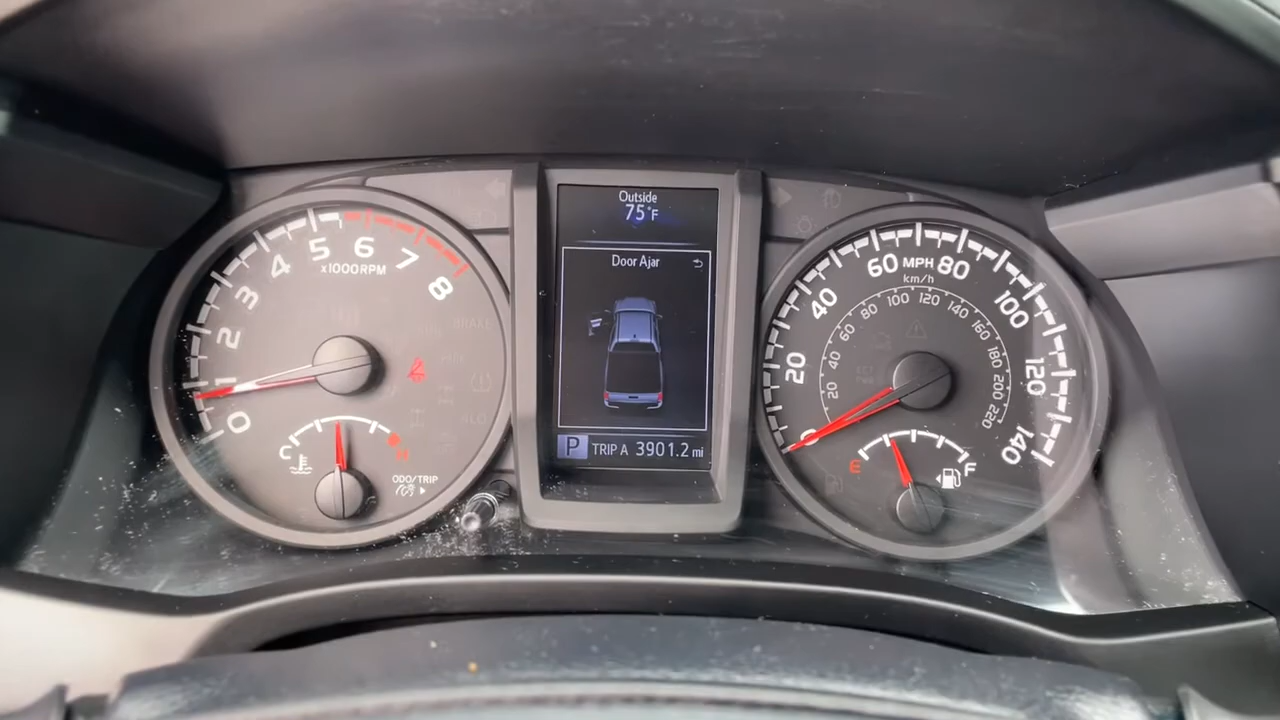 5 6 7 8
4
3
2
1
0
x1000RPM
C
H
ODO/TRIP
BRAKE
Outside
75°F
Door Ajar
P TRIP A 3901.2 mi
0 20 40 60 MPH 80 100 120 140
km/h
20 40 60 80 100 120 140 160 180 200 220
E
F